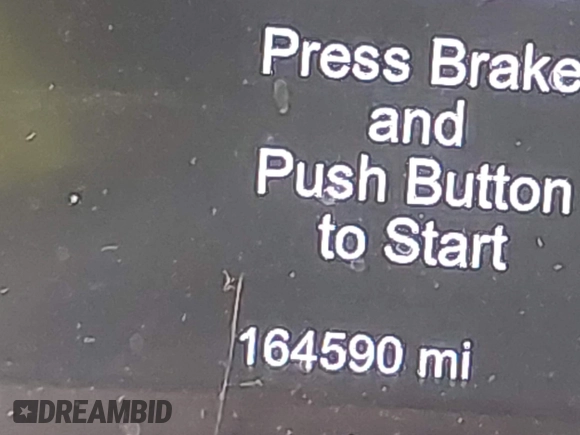 Press Brake
and
Push Button
to Start
164590 mi
DREAMBID